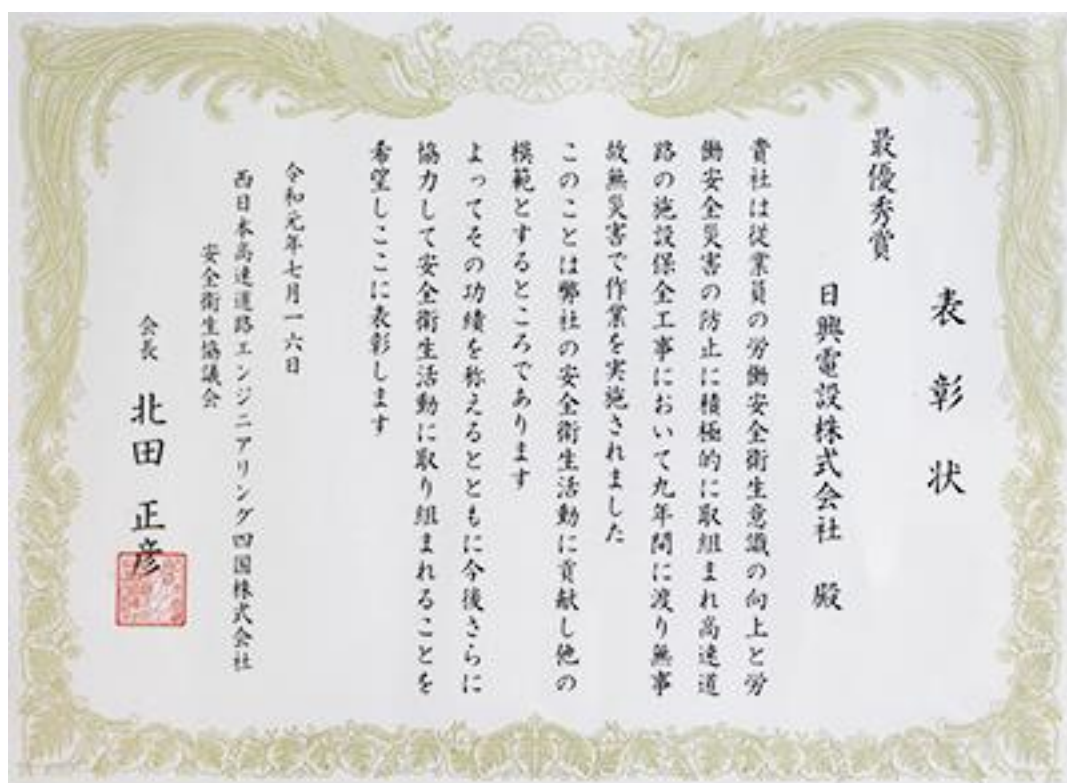 表彰状
最優秀賞
日興電設株式会社 殿
貴社は従業員の労働安全衛生意識の向上と労
働安全災害の防止に積極的に取組まれ高速道
路の施設保全工事において九年間に渡り無事
故無災害で作業を実施されました
このことは弊社の安全衛生活動に貢献し他の
模範とするところであります
よってその功績を称えるとともに今後さらに
協力して安全衛生活動に取り組まれることを
希望しここに表彰します
令和元年七月一六日
西日本高速道路エンジニアリング四国株式会社
安全衛生協議会
会長 北田 正彦